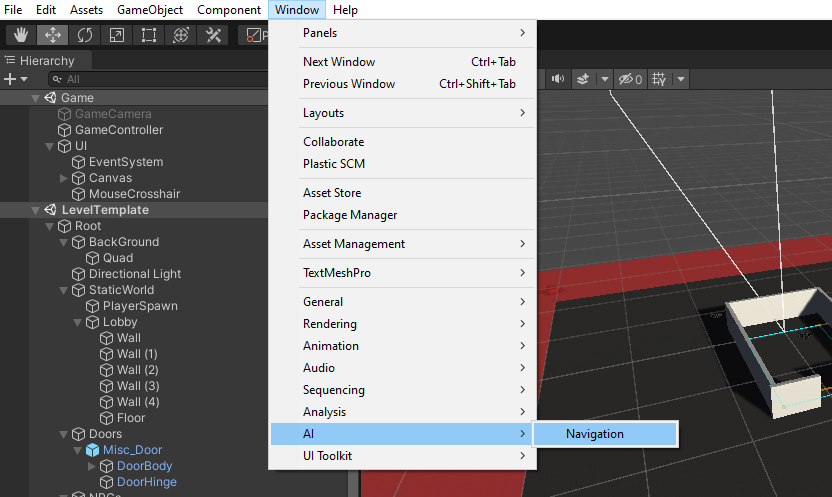 File Edit Assets GameObject Component Window Help
Hierarchy
All
0
Game
GameCamera
GameController
UI
EventSystem
Canvas
MouseCrosshair
LevelTemplate
Root
BackGround
Quad
Directional Light
StaticWorld
PlayerSpawn
Lobby
Wall
Wall (1)
Wall (2)
Wall (3)
Wall (4)
Floor
Doors
Misc_Door
DoorBody
DoorHinge
Panels
Next Window Ctrl+Tab
Previous Window Ctrl+Shift+Tab
Layouts
Collaborate
Plastic SCM
Asset Store
Package Manager
Asset Management
TextMeshPro
General
Rendering
Animation
Audio
Sequencing
Analysis
AI
Navigation
UI Toolkit